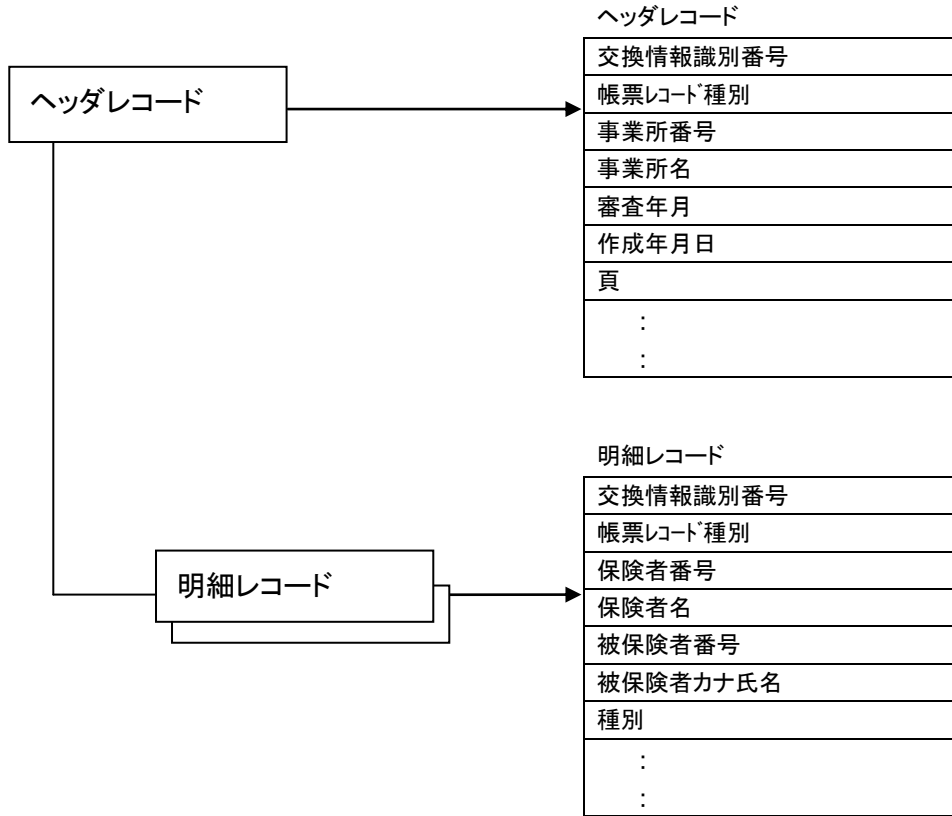 ヘッダレコード
ヘッダレコード
交換情報識別番号
帳票ﾚｺｰﾄﾞ種別
事業所番号
事業所名
審査年月
作成年月日
頁
:
:
明細レコード
明細レコード
交換情報識別番号
帳票ﾚｺｰﾄﾞ種別
保険者番号
保険者名
被保険者番号
被保険者カナ氏名
種別
:
: